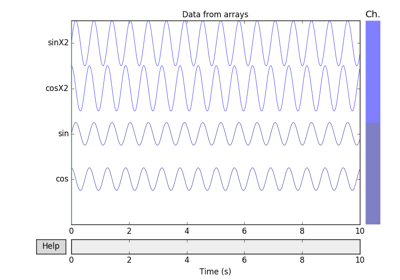 Data from arrays
Ch.
sinX2
cosX2
sin
cos
0 2 4 6 8 10
Help
0 2 4 6 8 10
Time (s)